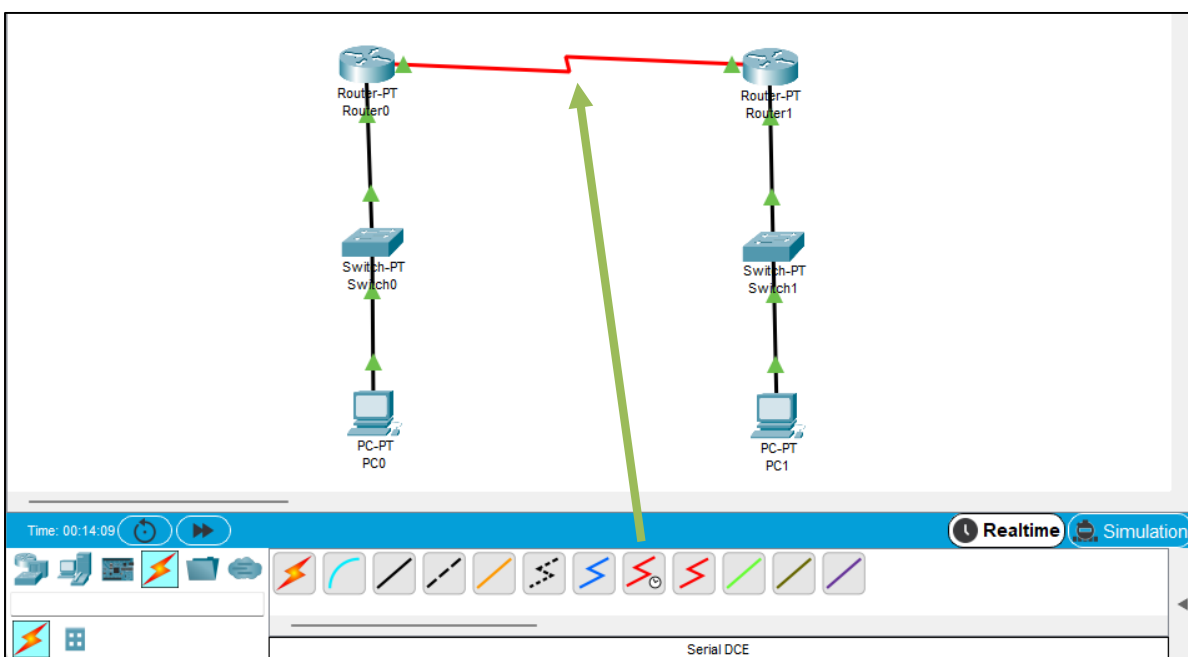 Router-PT
Router0
Router-PT
Router1
Switch-PT
Switch0
Switch-PT
Switch1
PC-PT
PC0
PC-PT
PC1
Time: 00:14:09
Realtime
Simulation
Serial DCE